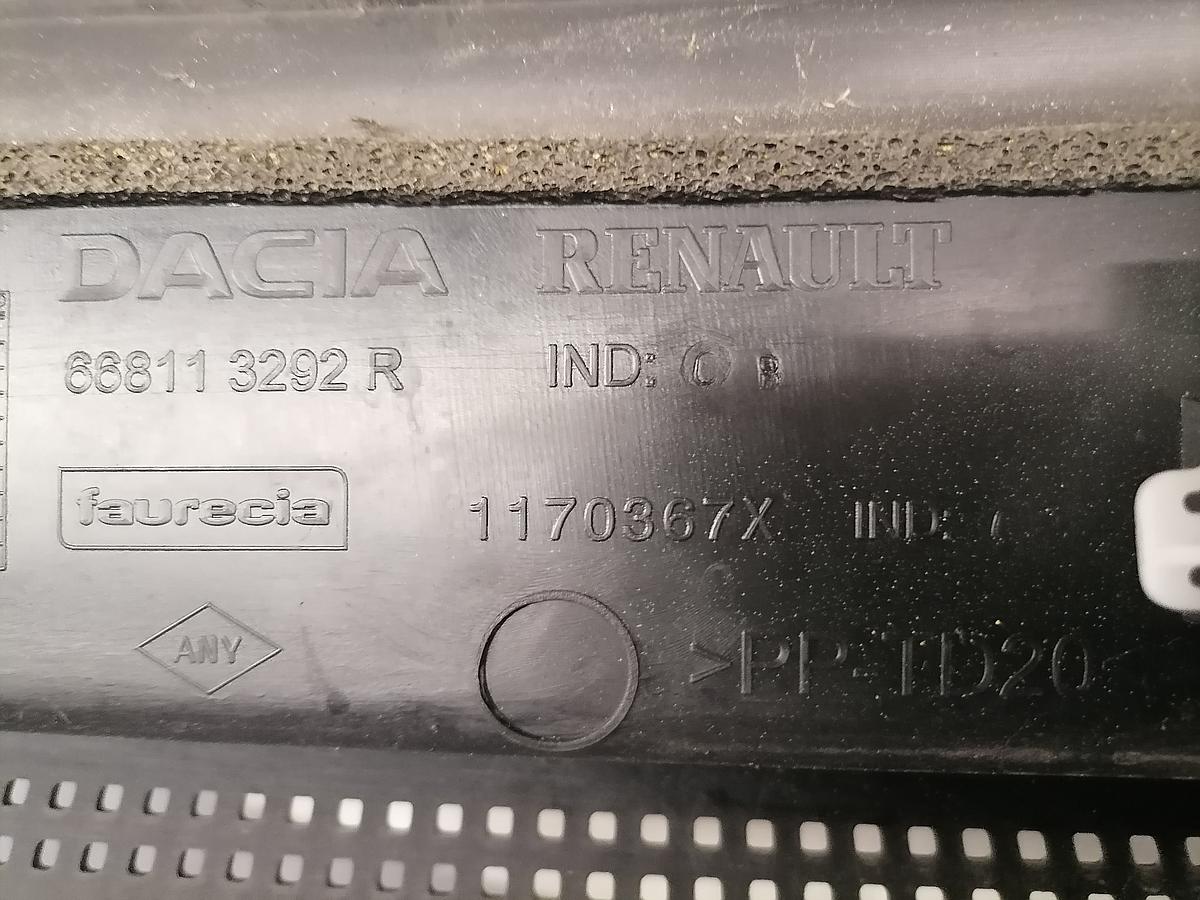 DACIA RENAULT
66811 3292 R IND: C B
faurecia 1170367X IND:
ANY >PP-TD20<